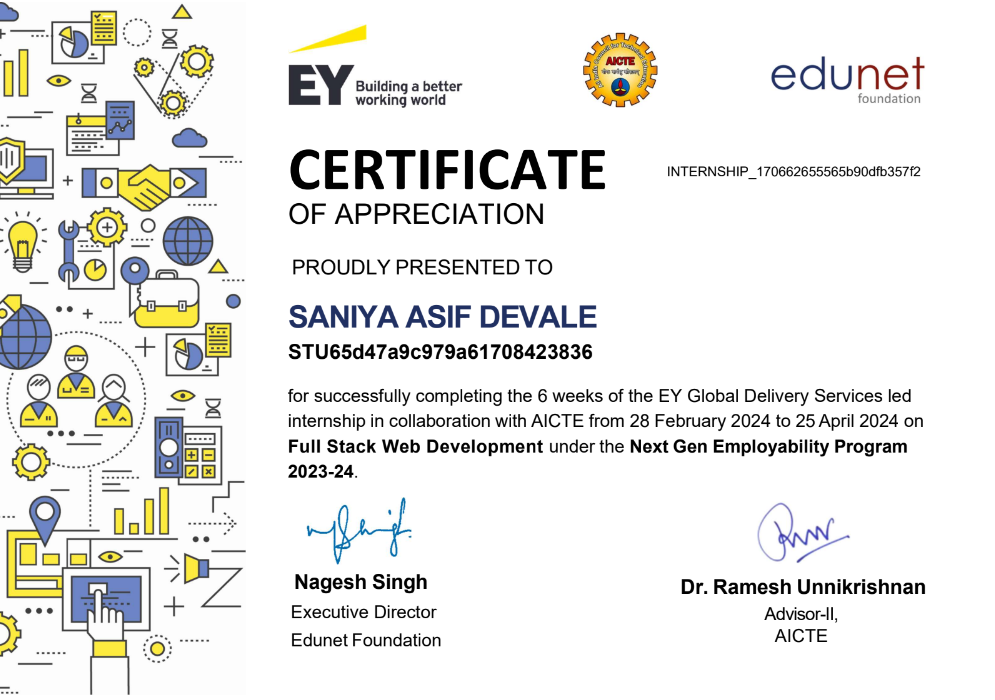 EY Building a better
working world
AICTE
edunet
foundation
CERTIFICATE
INTERNSHIP_170662655565b90dfb357f2
OF APPRECIATION
PROUDLY PRESENTED TO
SANIYA ASIF DEVALE
STU65d47a9c979a61708423836
for successfully completing the 6 weeks of the EY Global Delivery Services led
internship in collaboration with AICTE from 28 February 2024 to 25 April 2024 on
Full Stack Web Development under the Next Gen Employability Program
2023-24.
Nagesh Singh
Executive Director
Edunet Foundation
Dr. Ramesh Unnikrishnan
Advisor-II,
AICTE